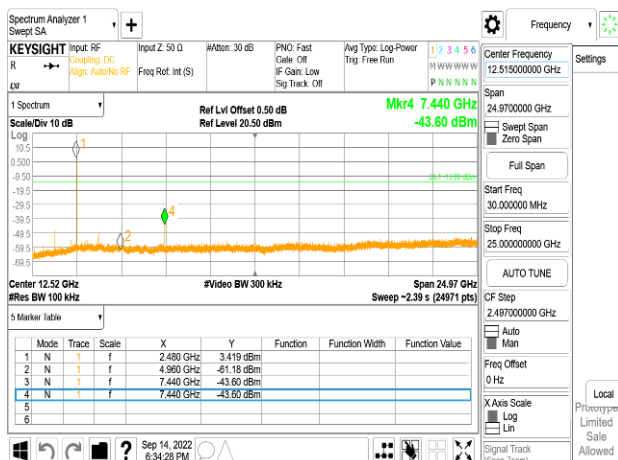 Spectrum Analyzer 1
Swept SA
+
Frequency
KEYSIGHT
Input: RF
Coupling: DC
Align: Auto/No RF
Input Z: 50 Ω
Freq Ref: Int (S)
#Atten: 30 dB
PNO: Fast
Gate: Off
IF Gain: Low
Sig Track: Off
Avg Type: Log-Power
Trig: Free Run
1 2 3 4 5 6
M W W W W W
P N N N N N
R
LXI
Center Frequency
12.515000000 GHz
Settings
Span
24.9700000 GHz
Swept Span
Zero Span
Full Span
Start Freq
30.000000 MHz
Stop Freq
25.000000000 GHz
AUTO TUNE
CF Step
2.497000000 GHz
Auto
Man
Freq Offset
0 Hz
X Axis Scale
Log
Lin
Signal Track
(Span Zoom)
Local
Prototype
Limited
Sale
Allowed
1 Spectrum
Scale/Div 10 dB
Ref Lvl Offset 0.50 dB
Ref Level 20.50 dBm
Mkr4 7.440 GHz
-43.60 dBm
Log
10.5
0.500
-9.50
-19.5
-29.5
-39.5
-49.5
-59.5
-69.5
1
2
4
Center 12.52 GHz
#Res BW 100 kHz
#Video BW 300 kHz
Span 24.97 GHz
Sweep ~2.39 s (24971 pts)
5 Marker Table
Mode Trace Scale X Y Function Function Width Function Value
1 N 1 f 2.480 GHz 3.419 dBm
2 N 1 f 4.960 GHz -61.18 dBm
3 N 1 f 7.440 GHz -43.60 dBm
4 N 1 f 7.440 GHz -43.60 dBm
5
6
?
Sep 14, 2022
6:34:28 PM